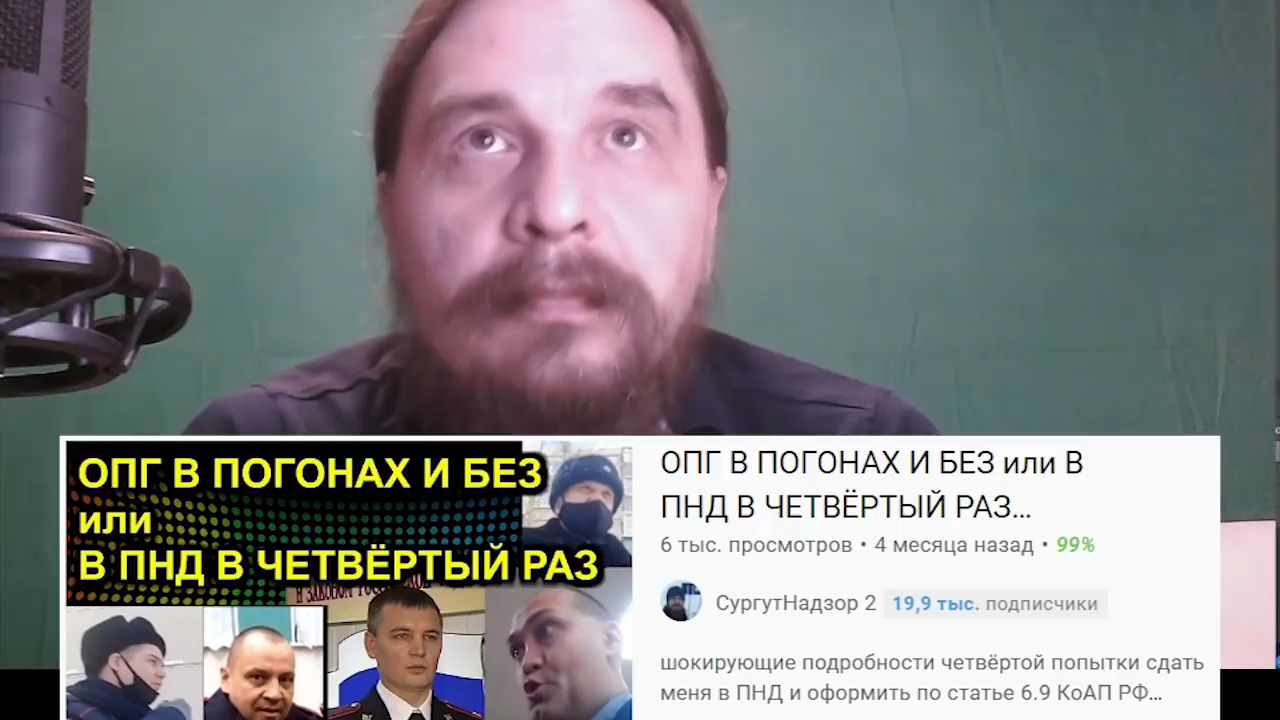 ОПГ В ПОГОНАХ И БЕЗ
или
В ПНД В ЧЕТВЁРТЫЙ РАЗ
ОПГ В ПОГОНАХ И БЕЗ или В
ПНД В ЧЕТВЁРТЫЙ РАЗ...
6 тыс. просмотров • 4 месяца назад • 99%
СургутНадзор 2 19,9 тыс. подписчики
шокирующие подробности четвёртой попытки сдать
меня в ПНД и оформить по статье 6.9 КоАП РФ...